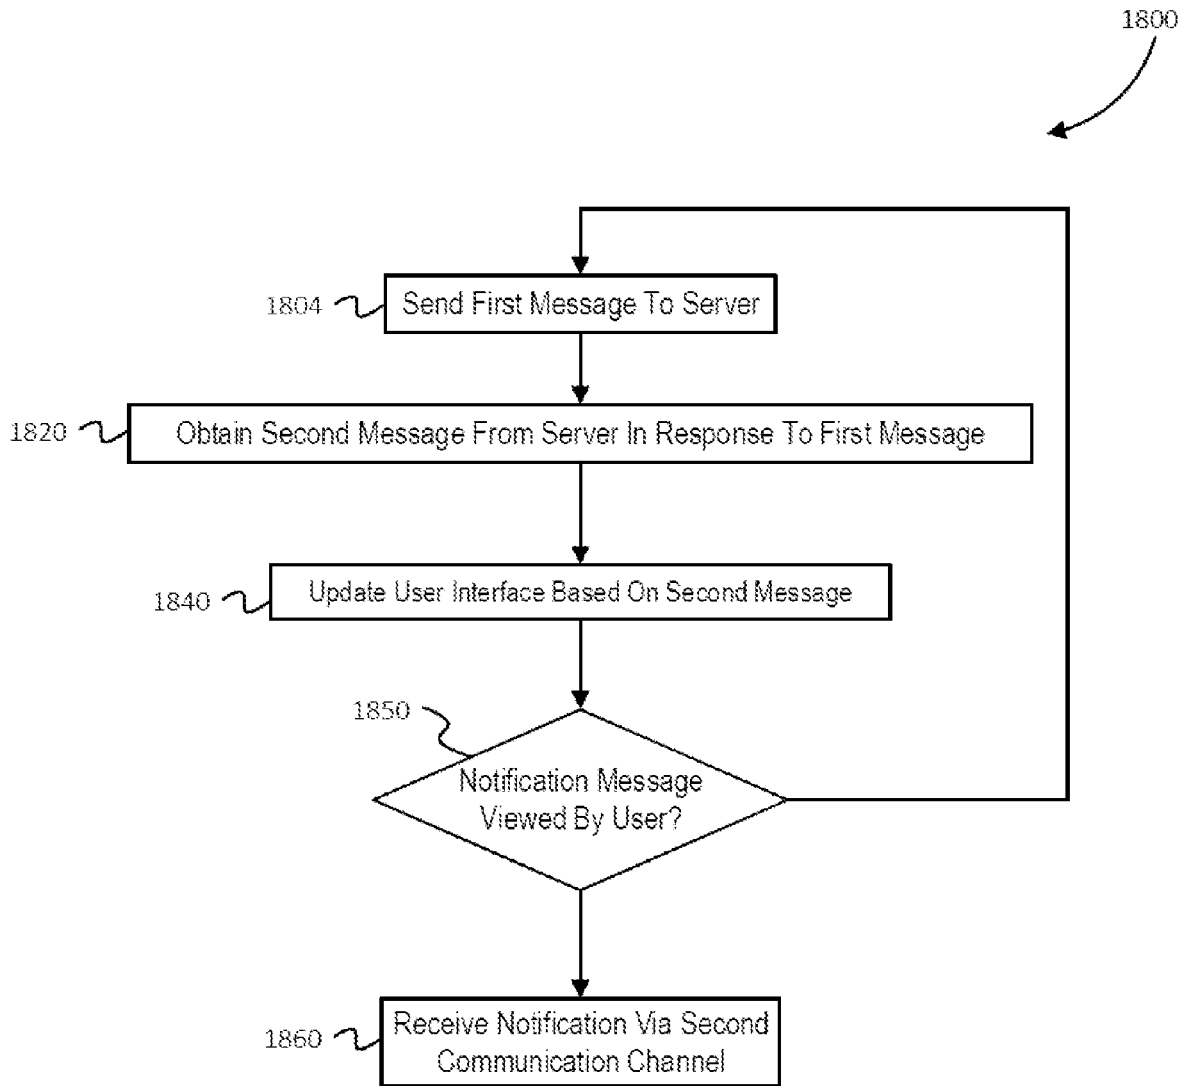 1800
1804
Send First Message To Server
1820
Obtain Second Message From Server In Response To First Message
1840
Update User Interface Based On Second Message
1850
Notification Message
Viewed By User?
1860
Receive Notification Via Second
Communication Channel